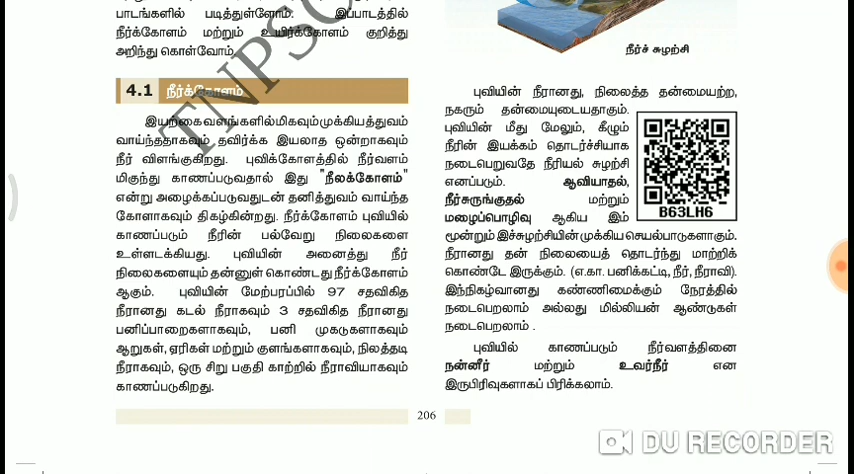 பாடங்களில் படித்துள்ளோம். இப்பாடத்தில்
நீர்க்கோளம் மற்றும் உயிர்க்கோளம் குறித்து
அறிந்து கொள்வோம்.
4.1 நீர்க்கோளம்
இயற்கை வளங்களில் மிகவும் முக்கியத்துவம்
வாய்ந்ததாகவும் தவிர்க்க இயலாத ஒன்றாகவும்
நீர் விளங்குகிறது. புவிக்கோளத்தில் நீர்வளம்
மிகுந்து காணப்படுவதால் இது "நீலக்கோளம்"
என்று அழைக்கப்படுவதுடன் தனித்துவம் வாய்ந்த
கோளாகவும் திகழ்கின்றது. நீர்க்கோளம் புவியில்
காணப்படும் நீரின் பல்வேறு நிலைகளை
உள்ளடக்கியது. புவியின் அனைத்து நீர்
நிலைகளையும் தன்னுள் கொண்டது நீர்க்கோளம்
ஆகும். புவியின் மேற்பரப்பில் 97 சதவிகித
நீரானது கடல் நீராகவும் 3 சதவிகித நீரானது
பனிப்பாறைகளாகவும், பனி முகடுகளாகவும்
ஆறுகள், ஏரிகள் மற்றும் குளங்களாகவும், நிலத்தடி
நீராகவும், ஒரு சிறு பகுதி காற்றில் நீராவியாகவும்
காணப்படுகிறது.
நீர்ச் சுழற்சி
புவியின் நீரானது, நிலைத்த தன்மையற்ற,
நகரும் தன்மையுடையதாகும்.
புவியின் மீது மேலும், கீழும்
நீரின் இயக்கம் தொடர்ச்சியாக
நடைபெறுவதே நீரியல் சுழற்சி
எனப்படும். ஆவியாதல்,
நீர்சுருங்குதல் மற்றும்
மழைப்பொழிவு ஆகிய இம்
மூன்றும் இச்சுழற்சியின் முக்கிய செயல்பாடுகளாகும்.
நீரானது தன் நிலையைத் தொடர்ந்து மாற்றிக்
கொண்டே இருக்கும். (எ.கா. பனிக்கட்டி, நீர், நீராவி).
இந்நிகழ்வானது கண்ணிமைக்கும் நேரத்தில்
நடைபெறலாம் அல்லது மில்லியன் ஆண்டுகள்
நடைபெறலாம் .
புவியில் காணப்படும் நீர்வளத்தினை
நன்னீர் மற்றும் உவர்நீர் என
இருபிரிவுகளாகப் பிரிக்கலாம்.
B63LH6
206
TNPSC
DU RECORDER